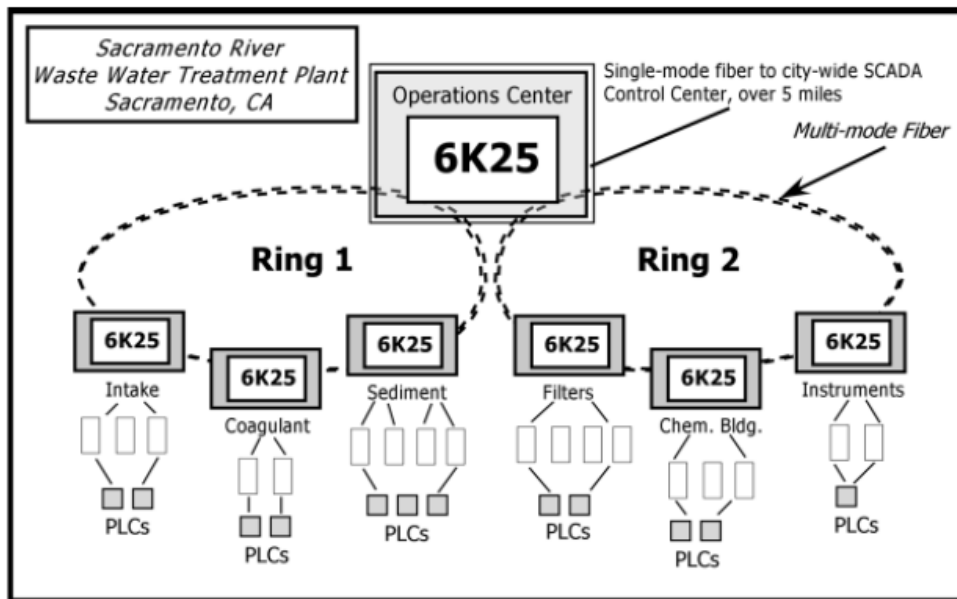 Sacramento River
Waste Water Treatment Plant
Sacramento, CA
Operations Center
6K25
Single-mode fiber to city-wide SCADA
Control Center, over 5 miles
Multi-mode Fiber
Ring 1
Ring 2
6K25
Intake
PLCs
6K25
Coagulant
PLCs
6K25
Sediment
PLCs
6K25
Filters
PLCs
6K25
Chem. Bldg.
PLCs
6K25
Instruments
PLCs